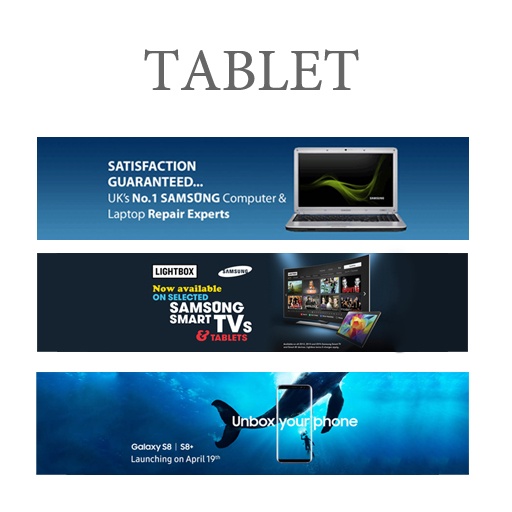 TABLET
SATISFACTION
GUARANTEED...
UK's No.1 SAMSUNG Computer &
Laptop Repair Experts
LIGHTBOX SAMSUNG
Now available
ON SELECTED
SAMSUNG
SMART TVs
& TABLETS
Unbox your phone
Galaxy S8 | S8+
Launching on April 19th